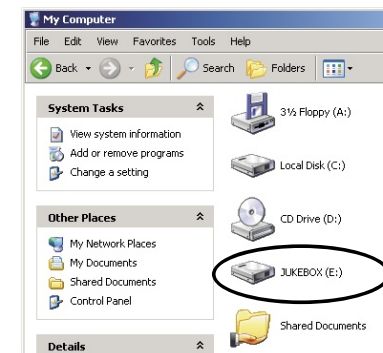 My Computer
File Edit View Favorites Tools Help
Back Search Folders
System Tasks
View system information
Add or remove programs
Change a setting
Other Places
My Network Places
My Documents
Shared Documents
Control Panel
Details
3½ Floppy (A:)
Local Disk (C:)
CD Drive (D:)
JUKEBOX (E:)
Shared Documents